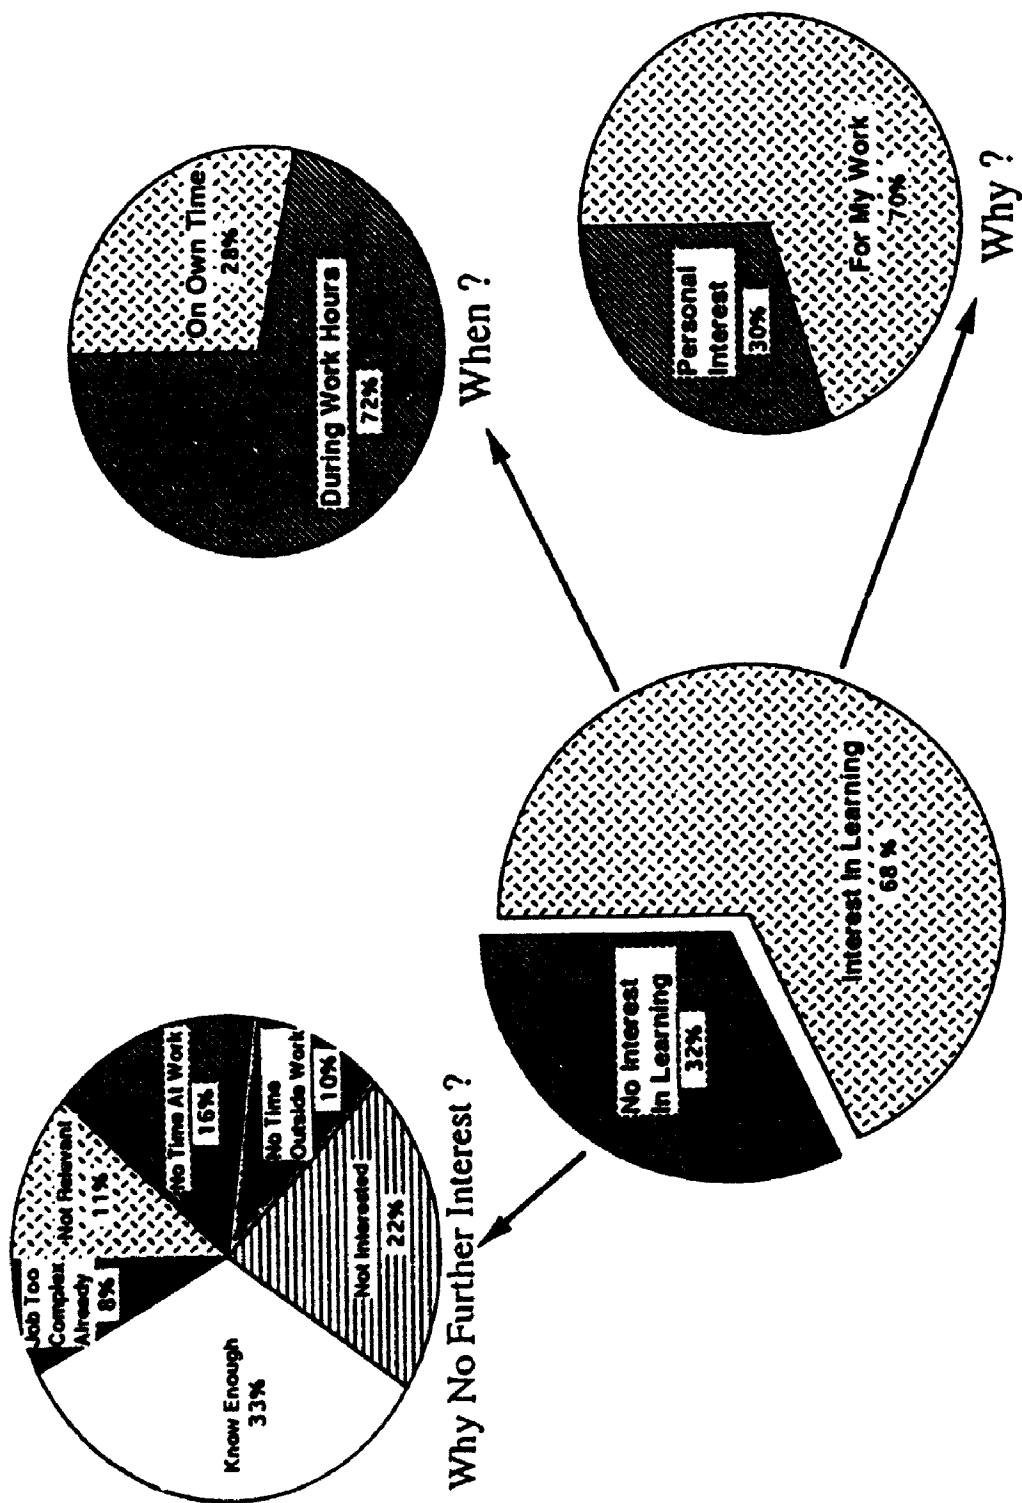 Job Too
Complex
Already
8%
Not Relevant
11%
No Time At Work
16%
No Time
Outside Work
10%
Not Interested
22%
Know Enough
33%
Why No Further Interest ?
On Own Time
28%
During Work Hours
72%
When ?
No Interest
in Learning
32%
Interest In Learning
68%
Personal
Interest
30%
For My Work
70%
Why ?